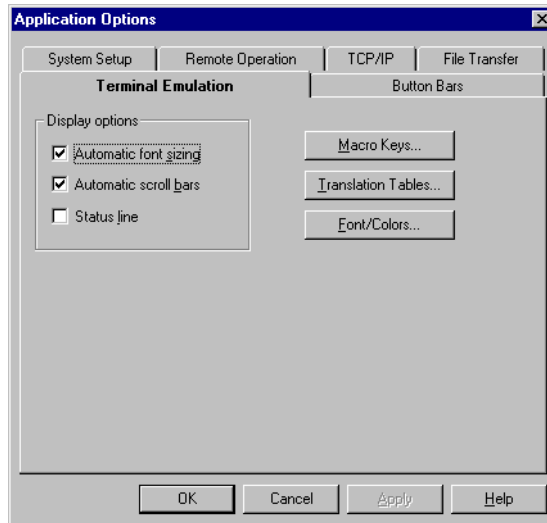 Application Options
System Setup Remote Operation TCP/IP File Transfer
Terminal Emulation Button Bars
Display options
Automatic font sizing Macro Keys...
Automatic scroll bars Translation Tables...
Status line Font/Colors...
OK Cancel Apply Help